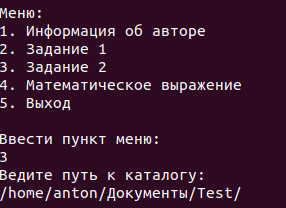 Меню:
1. Информация об авторе
2. Задание 1
3. Задание 2
4. Математическое выражение
5. Выход
Ввести пункт меню:
3
Ведите путь к каталогу:
/home/anton/Документы/Test/